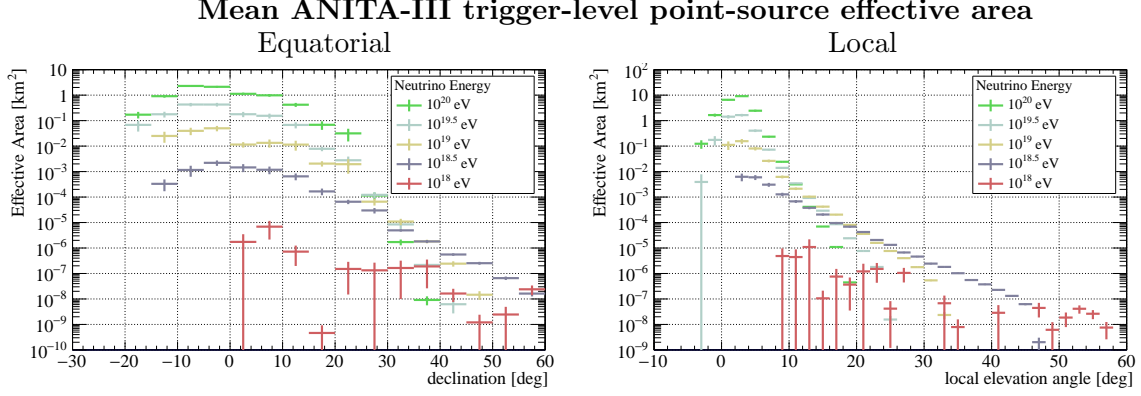 Mean ANITA-III trigger-level point-source effective area
Equatorial
Local
Effective Area [km²]
10
1
10⁻¹
10⁻²
10⁻³
10⁻⁴
10⁻⁵
10⁻⁶
10⁻⁷
10⁻⁸
10⁻⁹
10⁻¹⁰
Neutrino Energy
10²⁰ eV
10¹⁹·⁵ eV
10¹⁹ eV
10¹⁸·⁵ eV
10¹⁸ eV
−30 −20 −10 0 10 20 30 40 50 60
declination [deg]
Effective Area [km²]
10²
10
1
10⁻¹
10⁻²
10⁻³
10⁻⁴
10⁻⁵
10⁻⁶
10⁻⁷
10⁻⁸
10⁻⁹
Neutrino Energy
10²⁰ eV
10¹⁹·⁵ eV
10¹⁹ eV
10¹⁸·⁵ eV
10¹⁸ eV
−10 0 10 20 30 40 50 60
local elevation angle [deg]